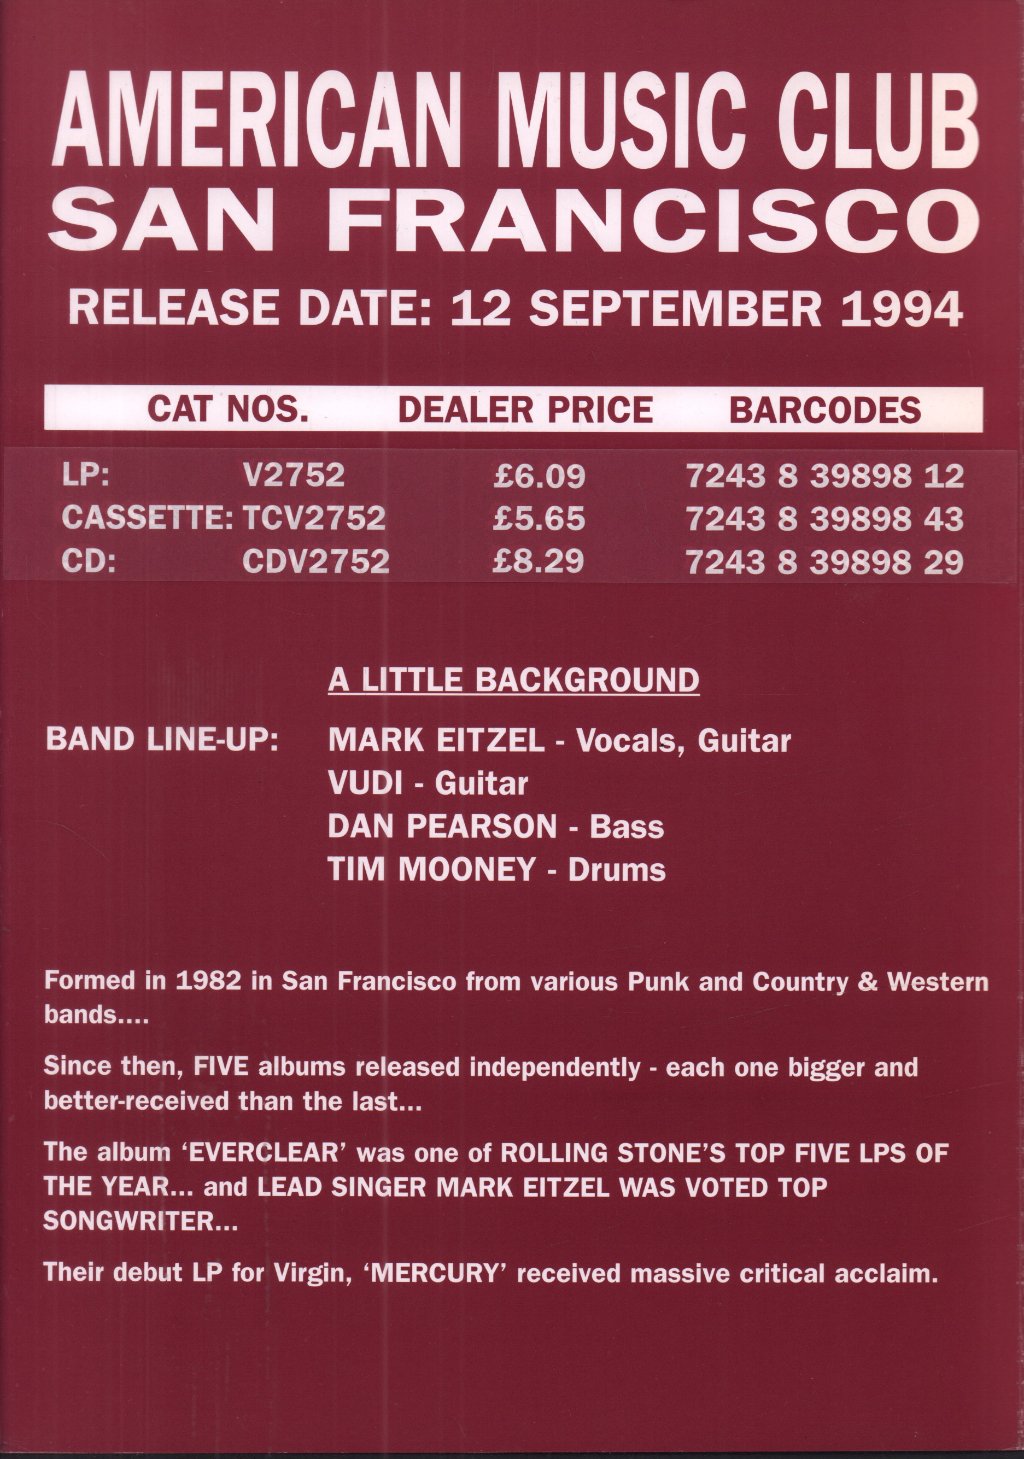 AMERICAN MUSIC CLUB
SAN FRANCISCO
RELEASE DATE: 12 SEPTEMBER 1994
CAT NOS. DEALER PRICE BARCODES
LP: V2752 £6.09 7243 8 39898 12
CASSETTE: TCV2752 £5.65 7243 8 39898 43
CD: CDV2752 £8.29 7243 8 39898 29
A LITTLE BACKGROUND
BAND LINE-UP: MARK EITZEL - Vocals, Guitar
VUDI - Guitar
DAN PEARSON - Bass
TIM MOONEY - Drums
Formed in 1982 in San Francisco from various Punk and Country & Western
bands....
Since then, FIVE albums released independently - each one bigger and
better-received than the last...
The album ‘EVERCLEAR’ was one of ROLLING STONE’S TOP FIVE LPS OF
THE YEAR... and LEAD SINGER MARK EITZEL WAS VOTED TOP
SONGWRITER...
Their debut LP for Virgin, ‘MERCURY’ received massive critical acclaim.